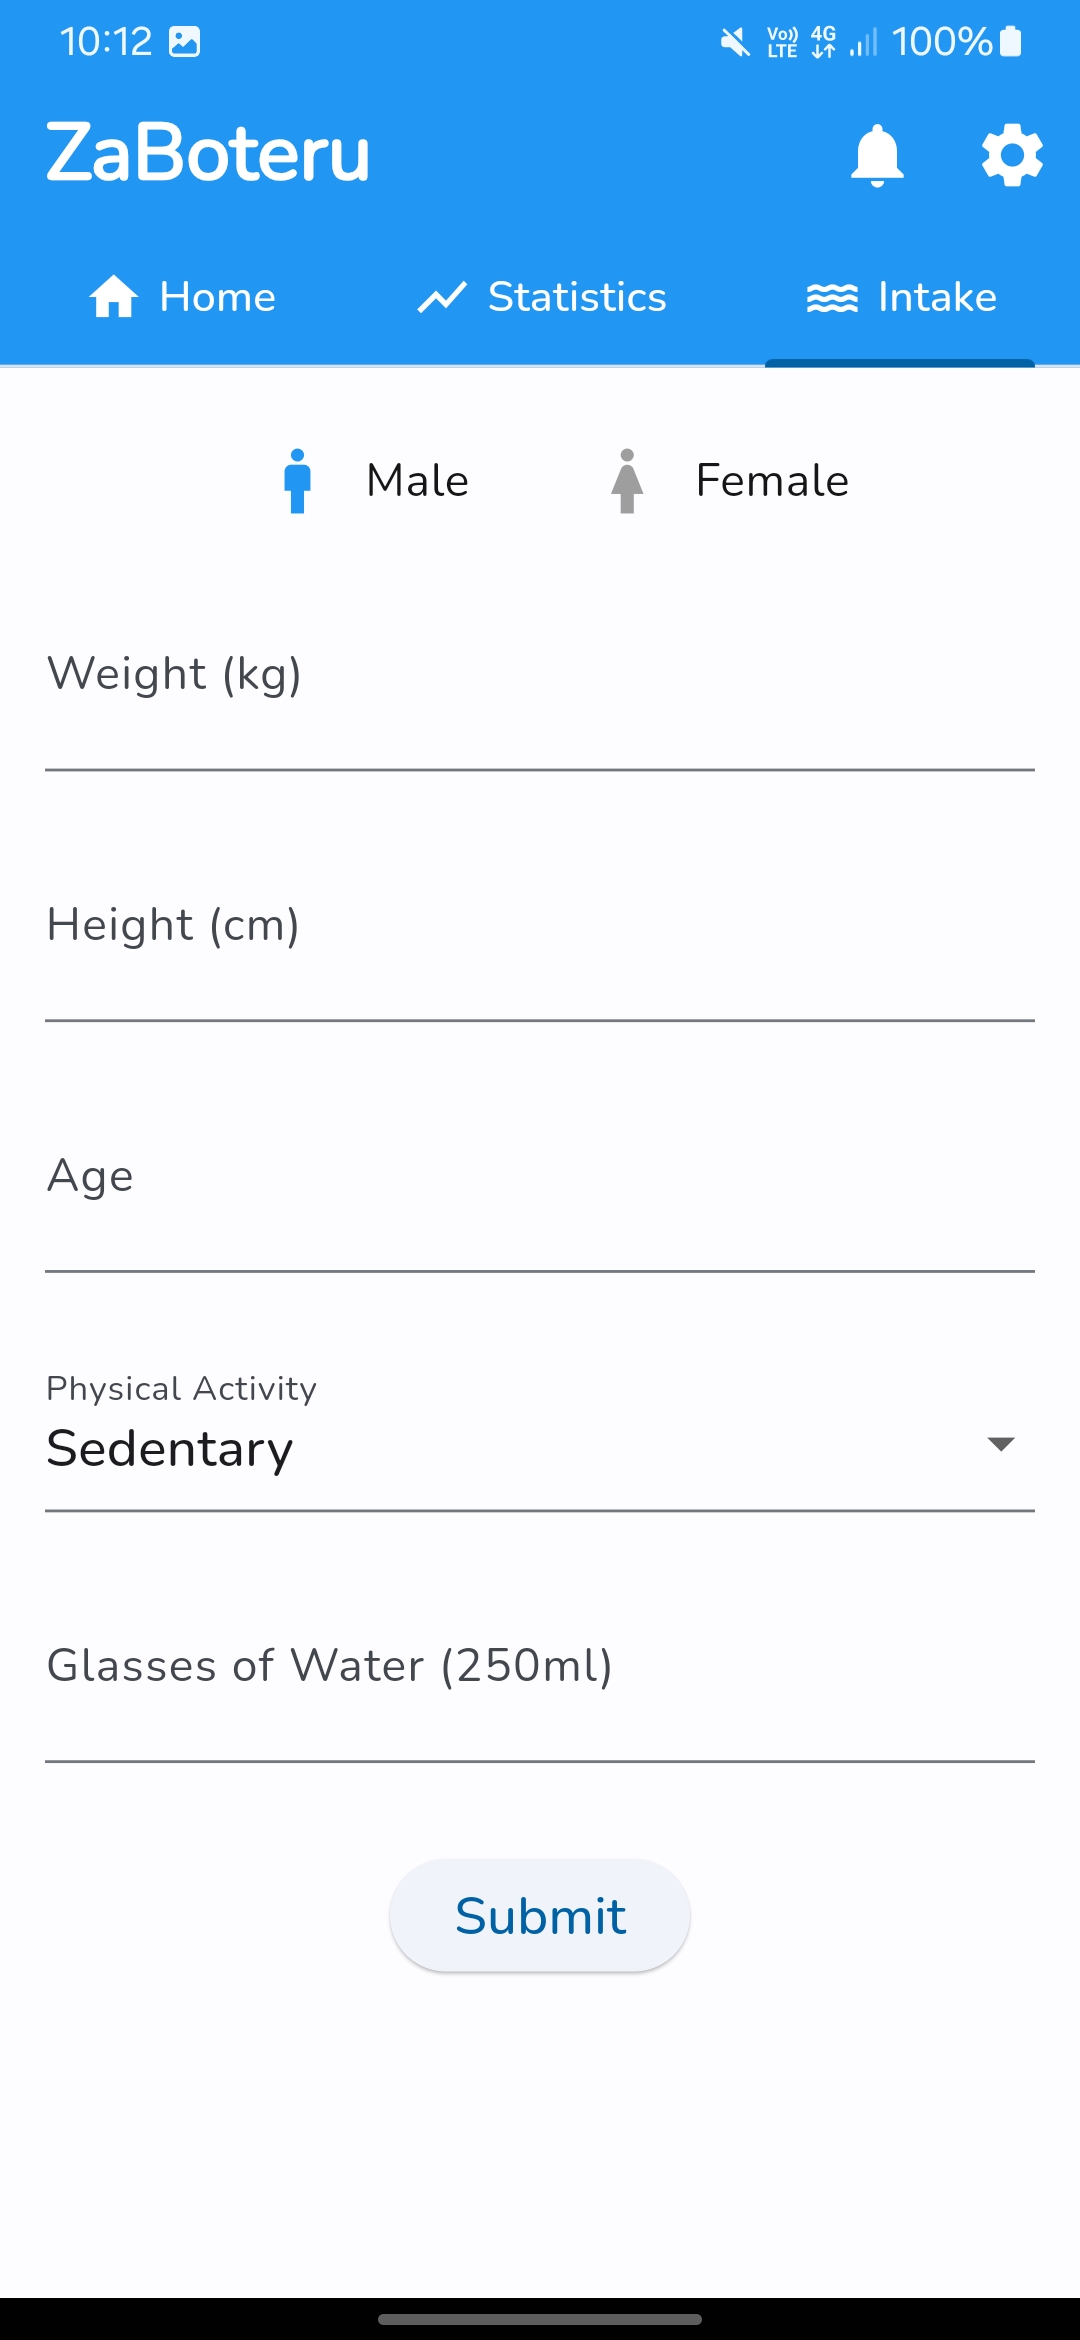 10:12 Vo)) LTE 4G 100%
ZaBoteru
Home Statistics Intake
Male Female
Weight (kg)
Height (cm)
Age
Physical Activity
Sedentary
Glasses of Water (250ml)
Submit